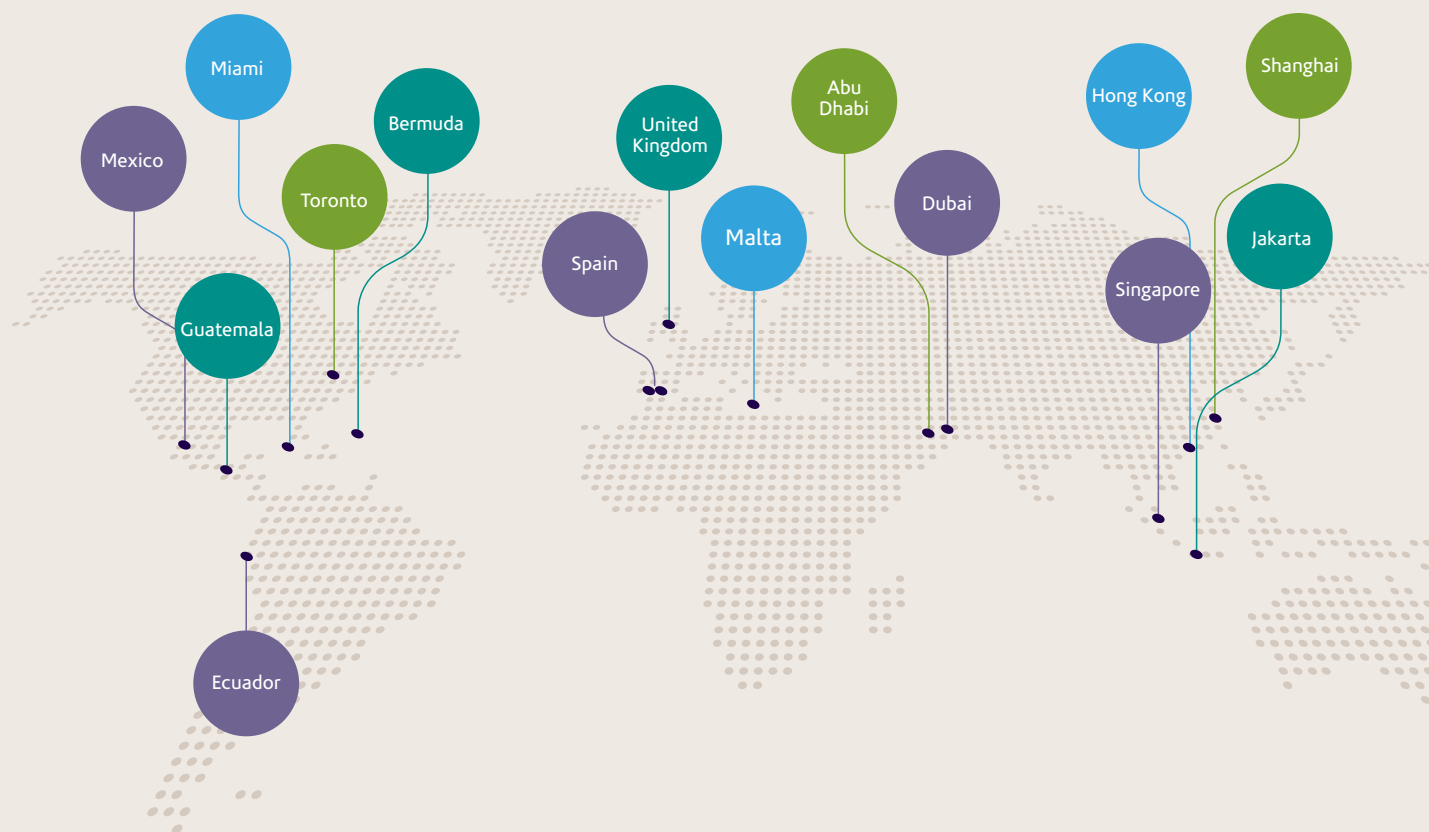 Miami
Mexico
Bermuda
Toronto
Guatemala
United
Kingdom
Spain
Malta
Abu
Dhabi
Dubai
Hong Kong
Shanghai
Jakarta
Singapore
Ecuador